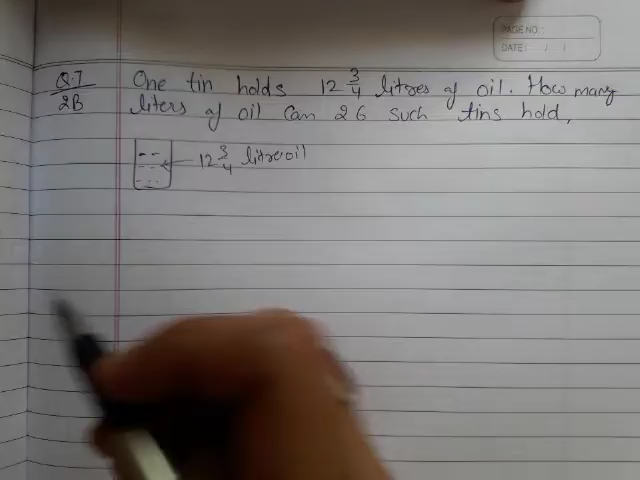 PAGE NO.:
DATE: / /
Q.7 One tin holds 12 3/4 litres of oil. How many
2B liters of oil can 26 such tins hold,
12 3/4 litre oil